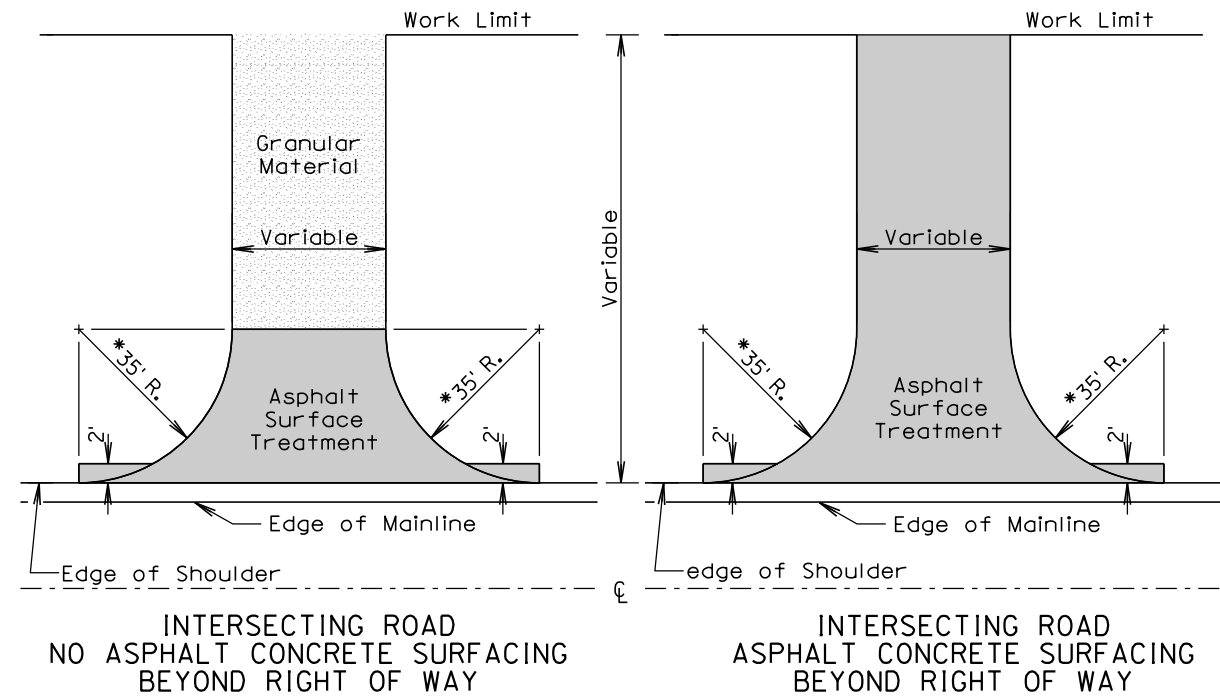 Work Limit
Granular
Material
Variable
*35' R.
*35' R.
Asphalt
Surface
Treatment
2'
2'
Edge of Mainline
Edge of Shoulder
INTERSECTING ROAD
NO ASPHALT CONCRETE SURFACING
BEYOND RIGHT OF WAY
Variable
℄
Work Limit
Variable
*35' R.
*35' R.
Asphalt
Surface
Treatment
2'
2'
Edge of Mainline
edge of Shoulder
INTERSECTING ROAD
ASPHALT CONCRETE SURFACING
BEYOND RIGHT OF WAY